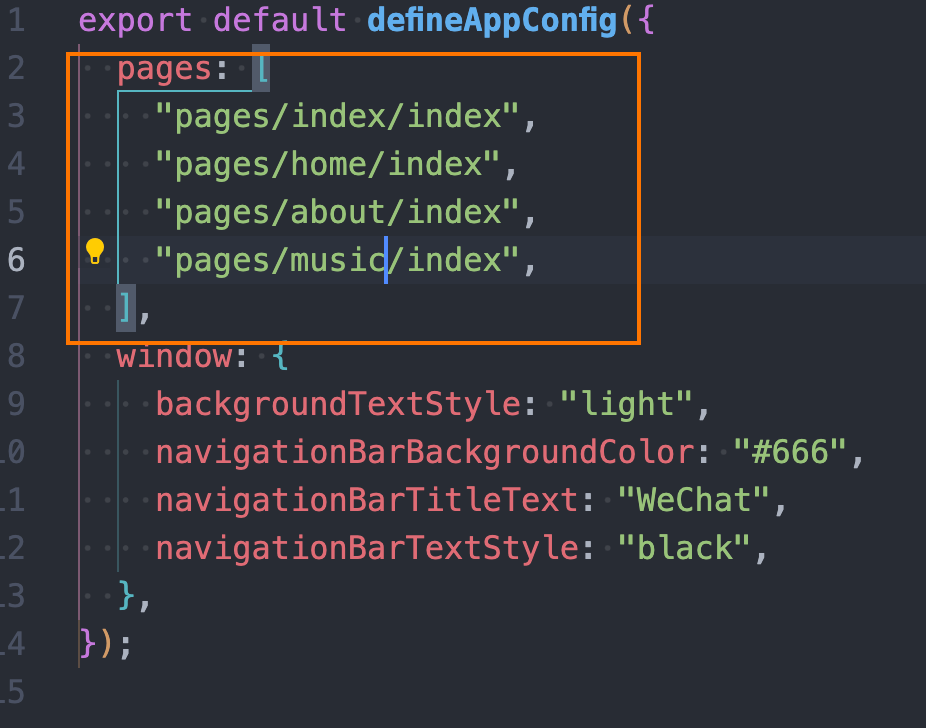 1 export default defineAppConfig({
2 pages: [
3 "pages/index/index",
4 "pages/home/index",
5 "pages/about/index",
6 "pages/music/index",
7 ],
8 window: {
9 backgroundTextStyle: "light",
10 navigationBarBackgroundColor: "#666",
11 navigationBarTitleText: "WeChat",
12 navigationBarTextStyle: "black",
13 },
14 });
15